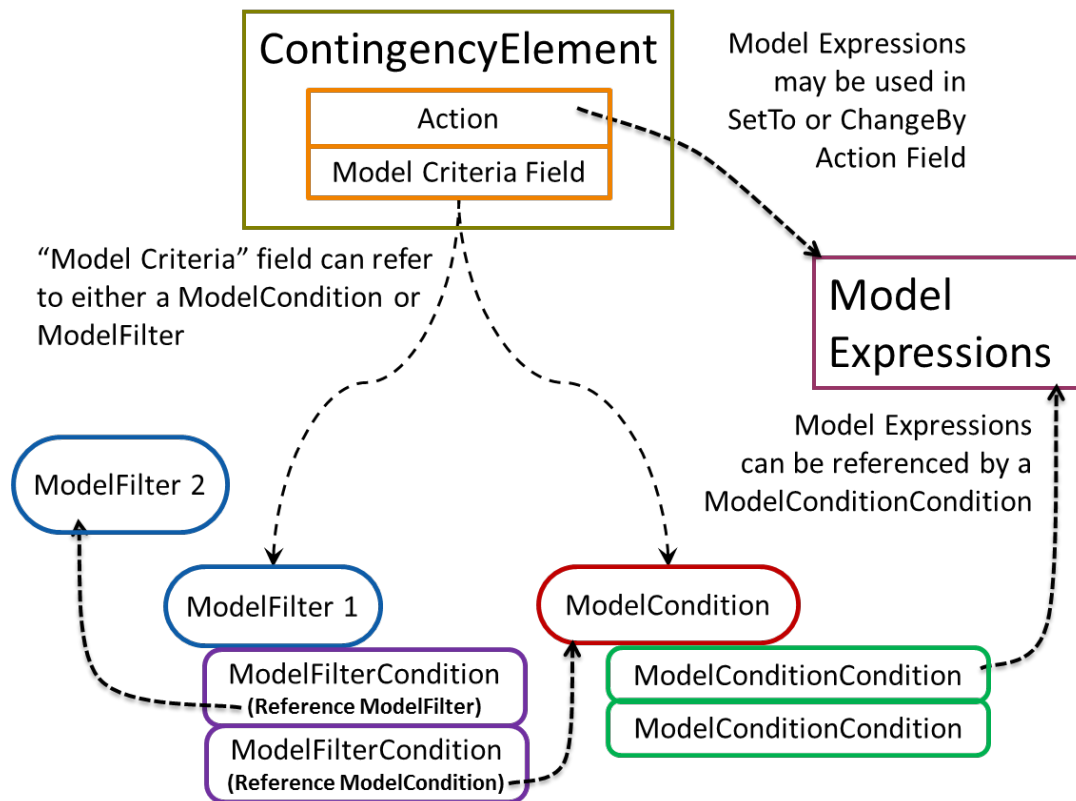 ContingencyElement
Action
Model Criteria Field
Model Expressions
may be used in
SetTo or ChangeBy
Action Field
“Model Criteria” field can refer
to either a ModelCondition or
ModelFilter
Model
Expressions
Model Expressions
can be referenced by a
ModelConditionCondition
ModelFilter 2
ModelFilter 1
ModelCondition
ModelFilterCondition
(Reference ModelFilter)
ModelFilterCondition
(Reference ModelCondition)
ModelConditionCondition
ModelConditionCondition